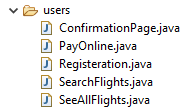 users
ConfirmationPage.java
PayOnline.java
Registeration.java
SearchFlights.java
SeeAllFlights.java